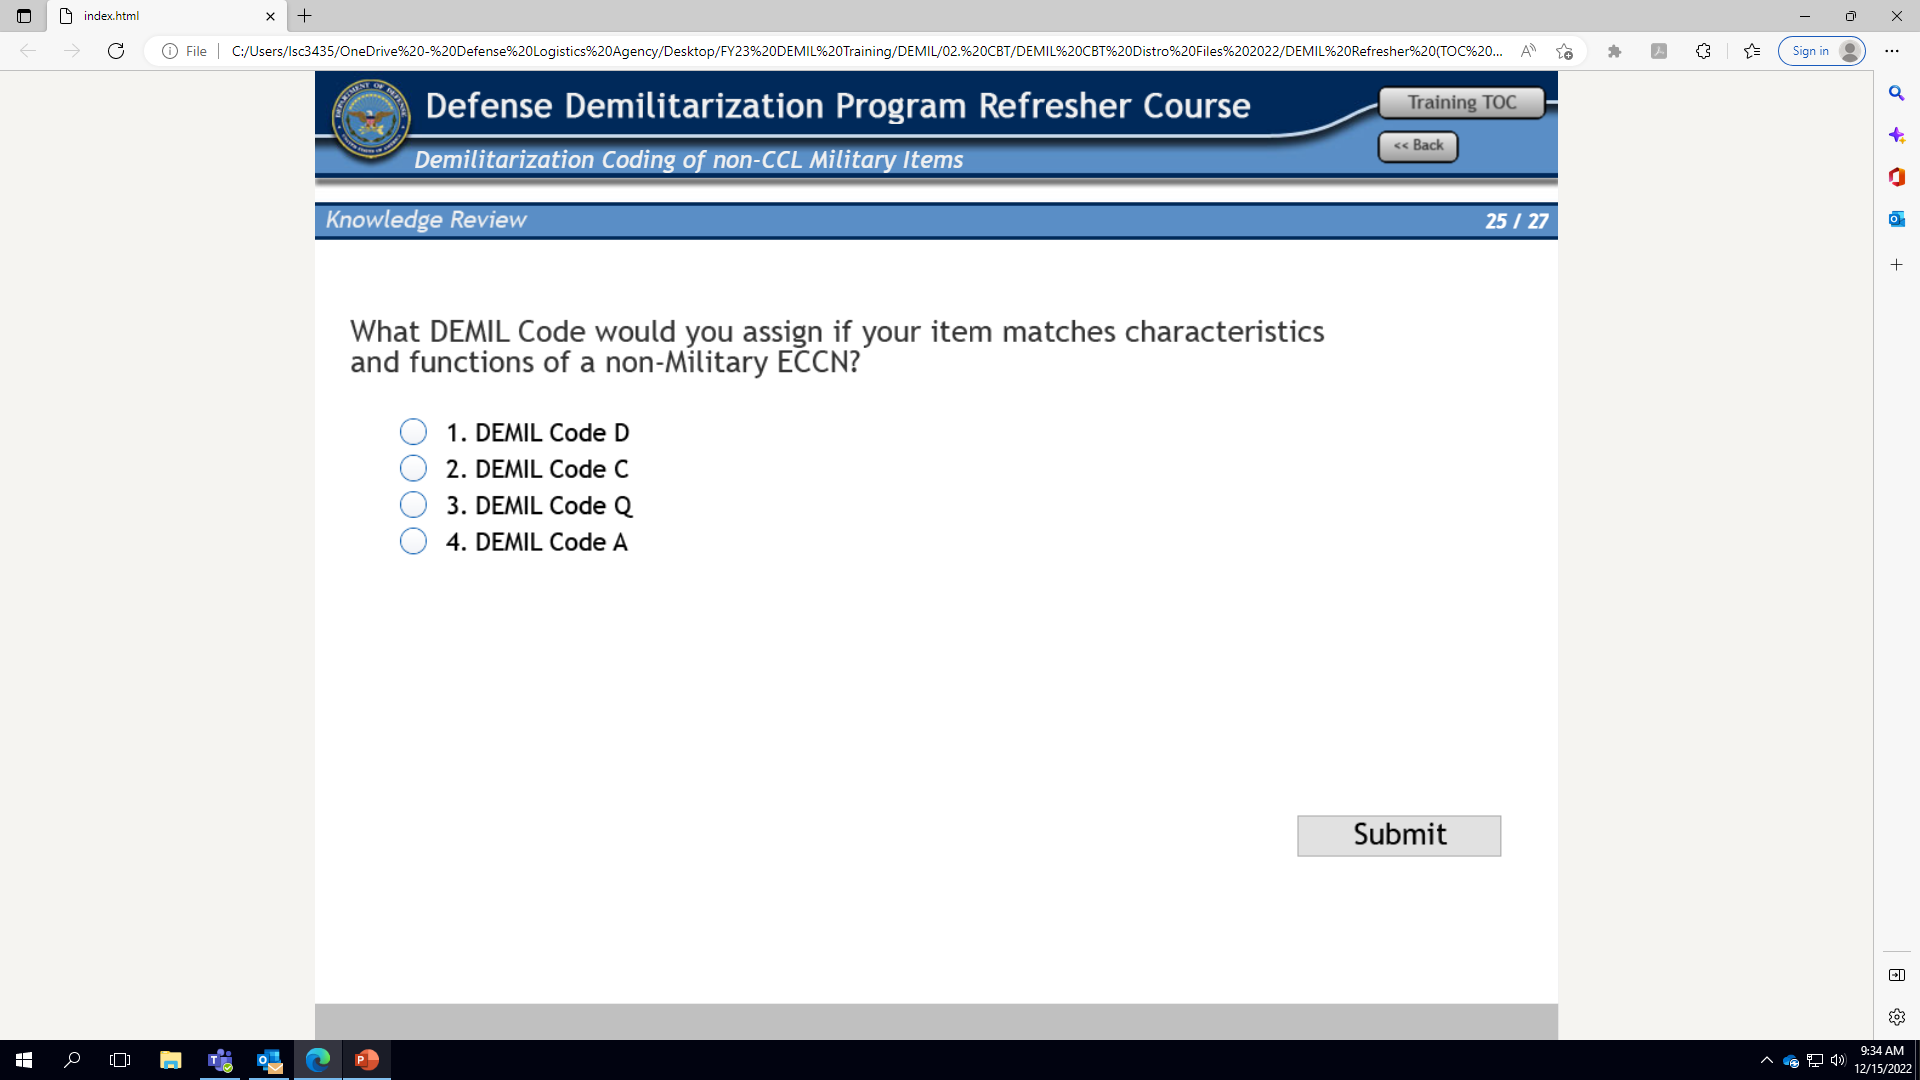 index.html
File
C:/Users/lsc3435/OneDrive%20-%20Defense%20Logistics%20Agency/Desktop/FY23%20DEMIL%20Training/DEMIL/02.%20CBT/DEMIL%20CBT%20Distro%20Files%202022/DEMIL%20Refresher%20(TOC%20...
Sign in
Defense Demilitarization Program Refresher Course
Training TOC
<< Back
Demilitarization Coding of non-CCL Military Items
Knowledge Review
25 / 27
What DEMIL Code would you assign if your item matches characteristics
and functions of a non-Military ECCN?
1. DEMIL Code D
2. DEMIL Code C
3. DEMIL Code Q
4. DEMIL Code A
Submit
9:34 AM
12/15/2022